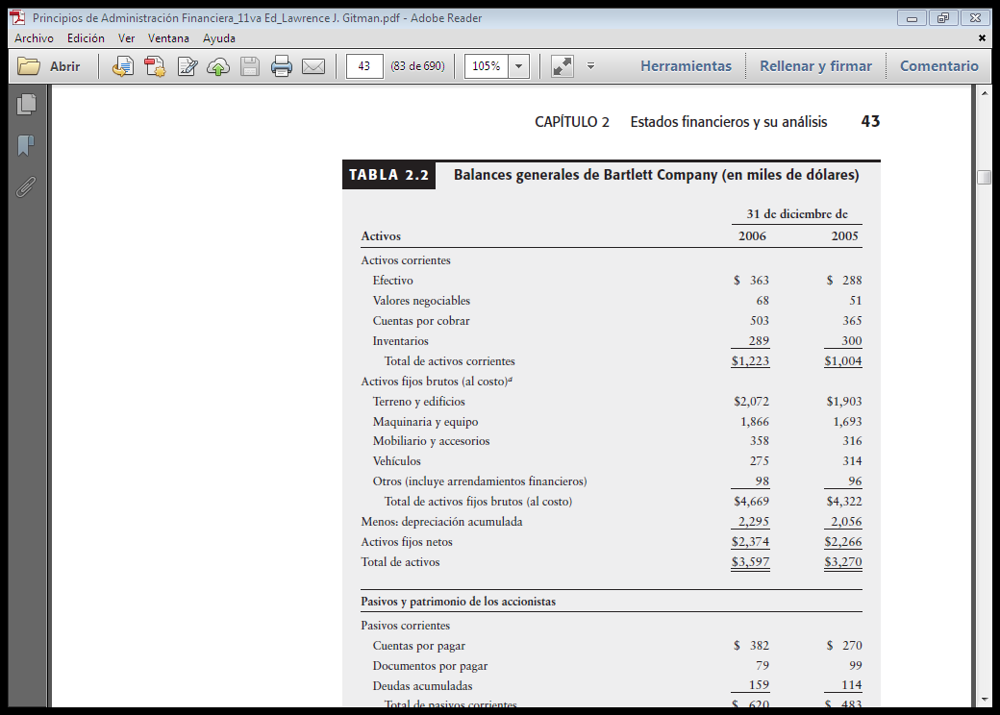 Principios de Administración Financiera_11va Ed_Lawrence J. Gitman.pdf - Adobe Reader
Archivo Edición Ver Ventana Ayuda
Abrir 43 (83 de 690) 105% Herramientas Rellenar y firmar Comentario
CAPÍTULO 2 Estados financieros y su análisis 43
TABLA 2.2 Balances generales de Bartlett Company (en miles de dólares)
31 de diciembre de
Activos 2006 2005
Activos corrientes
Efectivo $ 363 $ 288
Valores negociables 68 51
Cuentas por cobrar 503 365
Inventarios 289 300
Total de activos corrientes $1,223 $1,004
Activos fijos brutos (al costo)a
Terreno y edificios $2,072 $1,903
Maquinaria y equipo 1,866 1,693
Mobiliario y accesorios 358 316
Vehículos 275 314
Otros (incluye arrendamientos financieros) 98 96
Total de activos fijos brutos (al costo) $4,669 $4,322
Menos: depreciación acumulada 2,295 2,056
Activos fijos netos $2,374 $2,266
Total de activos $3,597 $3,270
Pasivos y patrimonio de los accionistas
Pasivos corrientes
Cuentas por pagar $ 382 $ 270
Documentos por pagar 79 99
Deudas acumuladas 159 114
Total de pasivos corrientes $ 620 $ 483